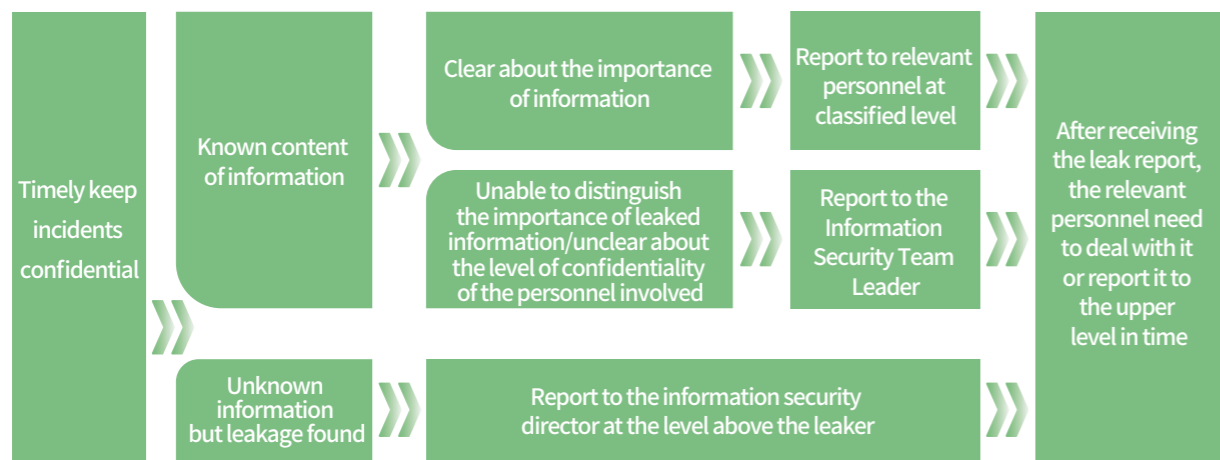 Timely keep
incidents
confidential
Known content
of information
Clear about the importance
of information
Report to relevant
personnel at
classified level
Unable to distinguish
the importance of leaked
information/unclear about
the level of confidentiality
of the personnel involved
Report to the
Information
Security Team
Leader
Unknown
information
but leakage found
Report to the information security
director at the level above the leaker
After receiving
the leak report,
the relevant
personnel need
to deal with it
or report it to
the upper
level in time